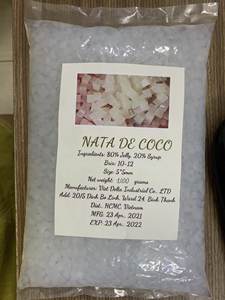 NATA DE COCO
Ingredients: 80% Jelly, 20% Syrup
Brix: 10-12
Size: 5*5mm
Net weight: 1000 grams
Manufacturer: Viet Delta Industrial Co., LTD
Add: 20/5 Dinh Bo Linh, Ward 24, Binh Thanh
Dist., HCMC, Vietnam
MFG: 23 Apr., 2021
EXP: 23 Apr., 2022